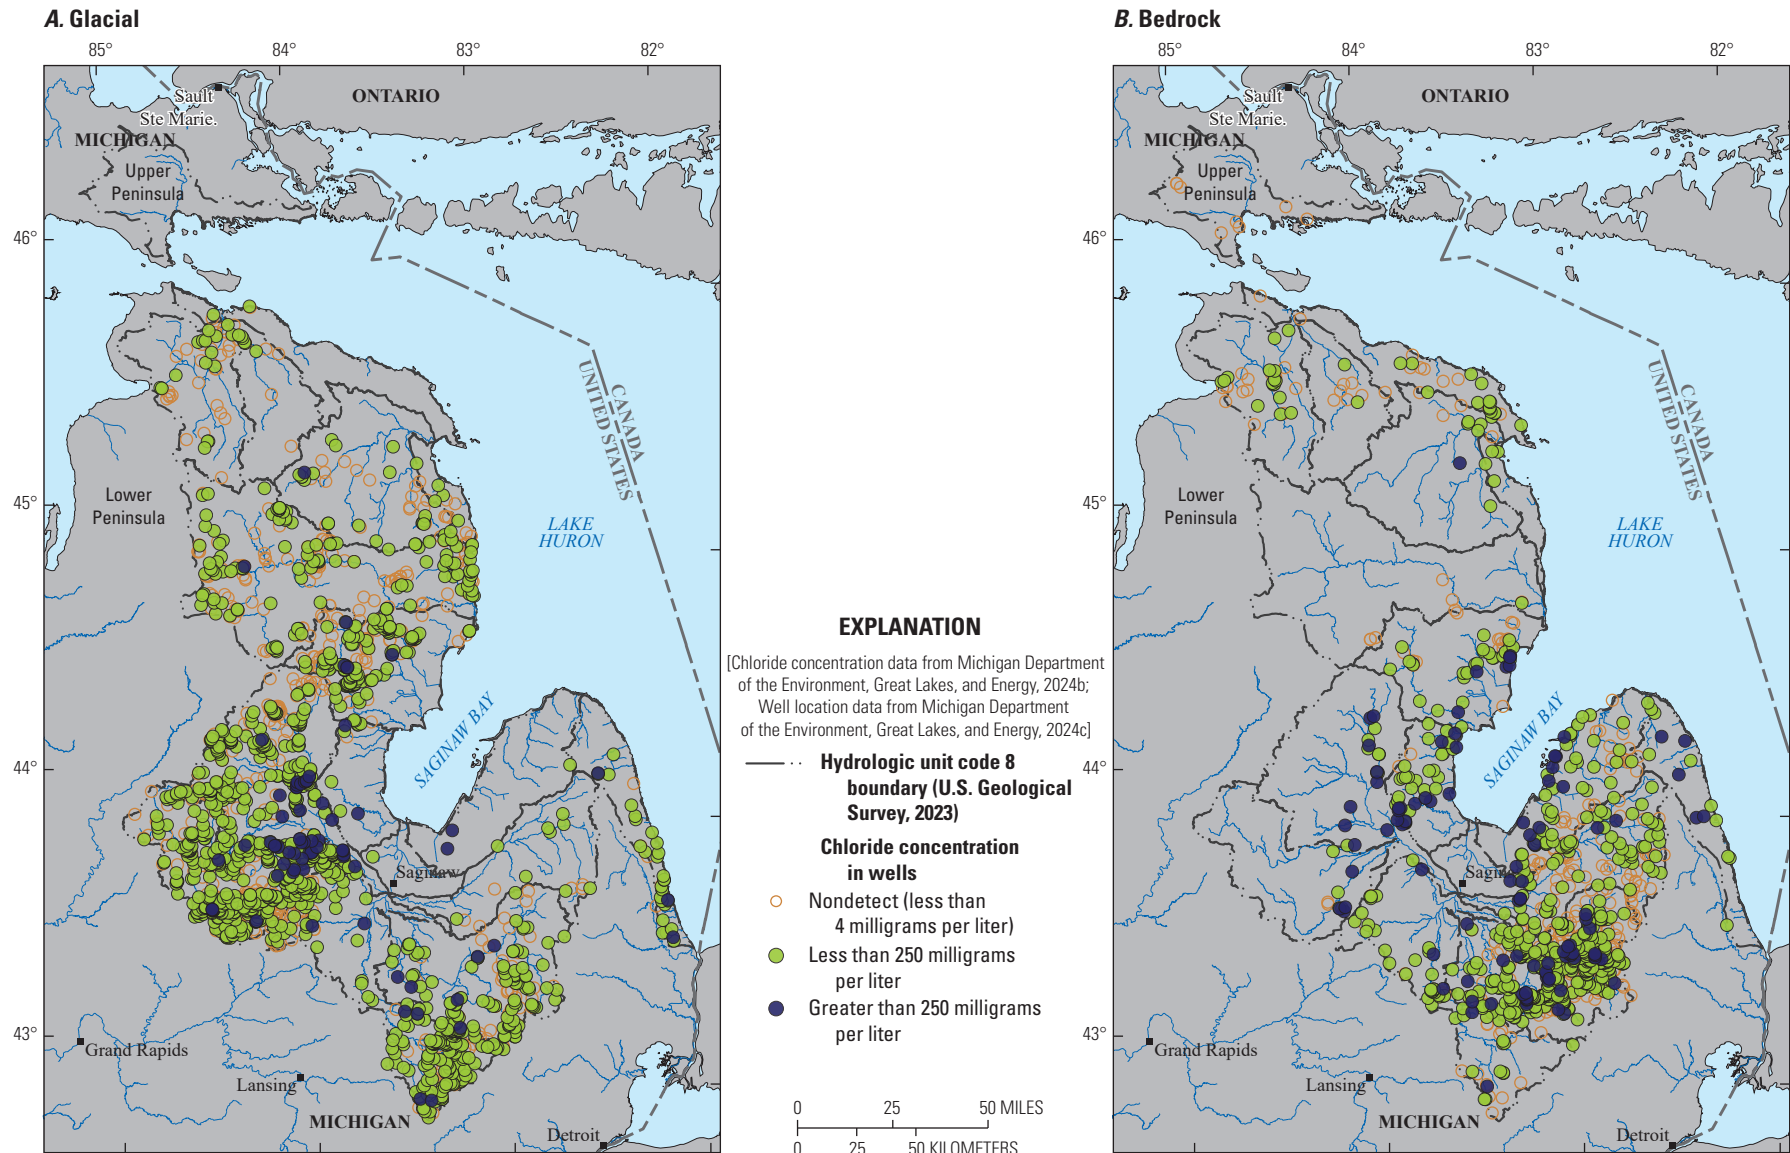 A. Glacial
85°
84°
83°
82°
Sault
Ste Marie.
ONTARIO
MICHIGAN
Upper
Peninsula
46°
CANADA
UNITED STATES
Lower
Peninsula
45°
LAKE
HURON
SAGINAW BAY
44°
Saginaw
43°
Grand Rapids
Lansing
MICHIGAN
Detroit
EXPLANATION
[Chloride concentration data from Michigan Department
of the Environment, Great Lakes, and Energy, 2024b;
Well location data from Michigan Department
of the Environment, Great Lakes, and Energy, 2024c]
Hydrologic unit code 8
boundary (U.S. Geological
Survey, 2023)
Chloride concentration
in wells
Nondetect (less than
4 milligrams per liter)
Less than 250 milligrams
per liter
Greater than 250 milligrams
per liter
0 25 50 MILES
0 25 50 KILOMETERS
B. Bedrock
85°
84°
83°
82°
Sault
Ste Marie.
ONTARIO
MICHIGAN
Upper
Peninsula
46°
CANADA
UNITED STATES
Lower
Peninsula
45°
LAKE
HURON
SAGINAW BAY
44°
43°
Grand Rapids
Lansing
MICHIGAN
Detroit